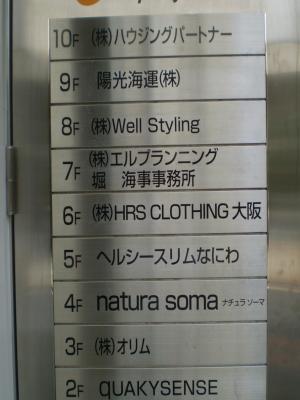 10F (株)ハウジングパートナー
9F 陽光海運(株)
8F (株)Well Styling
7F (株)エルプランニング
堀　海事事務所
6F (株)HRS CLOTHING 大阪
5F ヘルシースリムなにわ
4F natura soma ナチュラソーマ
3F (株)オリム
2F QUAKYSENSE